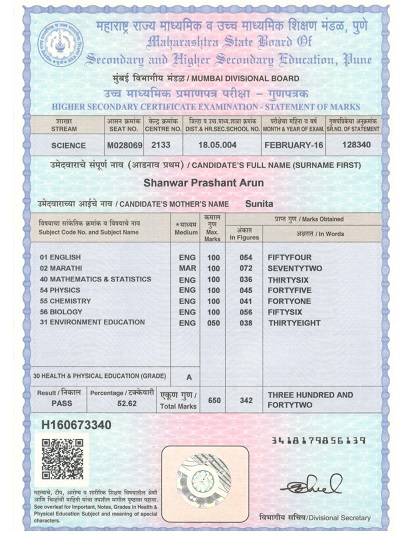 महाराष्ट्र राज्य माध्यमिक व उच्च माध्यमिक शिक्षण मंडळ, पुणे
Maharashtra State Board Of
Secondary and Higher Secondary Education, Pune
मुंबई विभागीय मंडळ / MUMBAI DIVISIONAL BOARD
उच्च माध्यमिक प्रमाणपत्र परीक्षा - गुणपत्रक
HIGHER SECONDARY CERTIFICATE EXAMINATION - STATEMENT OF MARKS
शाखा आसन क्रमांक केंद्र क्रमांक जिल्हा व उच्च माध्य. शाळा क्रमांक परीक्षेचा महिना व वर्ष गुणपत्रिकेचा अनुक्रमांक
STREAM SEAT NO. CENTRE NO. DIST & HR.SEC.SCHOOL NO. MONTH & YEAR OF EXAM. SR.NO. OF STATEMENT
SCIENCE M028069 2133 18.05.004 FEBRUARY-16 128340
उमेदवाराचे संपूर्ण नाव (आडनाव प्रथम) / CANDIDATE'S FULL NAME (SURNAME FIRST)
Shanwar Prashant Arun
उमेदवाराच्या आईचे नाव / CANDIDATE'S MOTHER'S NAME Sunita
विषयाचा सांकेतिक क्रमांक व विषयाचे नाव
Subject Code No. and Subject Name
* माध्यम
Medium
कमाल गुण
Max. Marks
प्राप्त गुण / Marks Obtained
अंकात
In Figures
अक्षरात / In Words
01 ENGLISH ENG 100 054 FIFTYFOUR
02 MARATHI MAR 100 072 SEVENTYTWO
40 MATHEMATICS & STATISTICS ENG 100 036 THIRTYSIX
54 PHYSICS ENG 100 045 FORTYFIVE
55 CHEMISTRY ENG 100 041 FORTYONE
56 BIOLOGY ENG 100 056 FIFTYSIX
31 ENVIRONMENT EDUCATION ENG 050 038 THIRTYEIGHT
30 HEALTH & PHYSICAL EDUCATION (GRADE) A
Result / निकाल Percentage / टक्केवारी एकूण गुण /
PASS 52.62 Total Marks 650 342 THREE HUNDRED AND
FORTYTWO
H160673340
3418179856139
See overleaf for Important, Notes, Grades in Health &
Physical Education Subject and meaning of special
characters.
विभागीय सचिव/Divisional Secretary